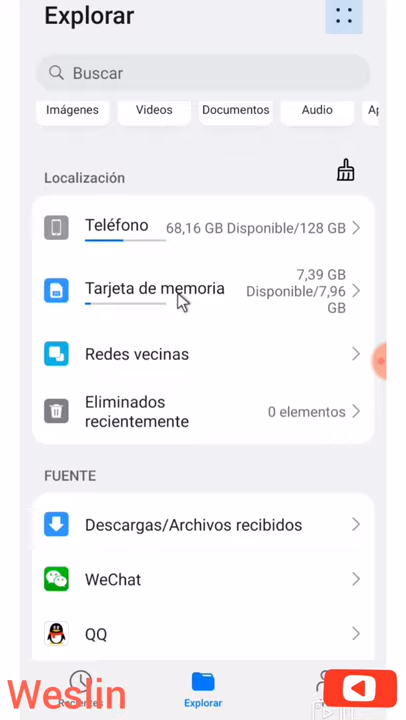 Explorar
Buscar
Imágenes Videos Documentos Audio
Localización
Teléfono 68,16 GB Disponible/128 GB
Tarjeta de memoria 7,39 GB
Disponible/7,96
GB
Redes vecinas
Eliminados
recientemente 0 elementos
FUENTE
Descargas/Archivos recibidos
WeChat
QQ
Weslin
Explorar